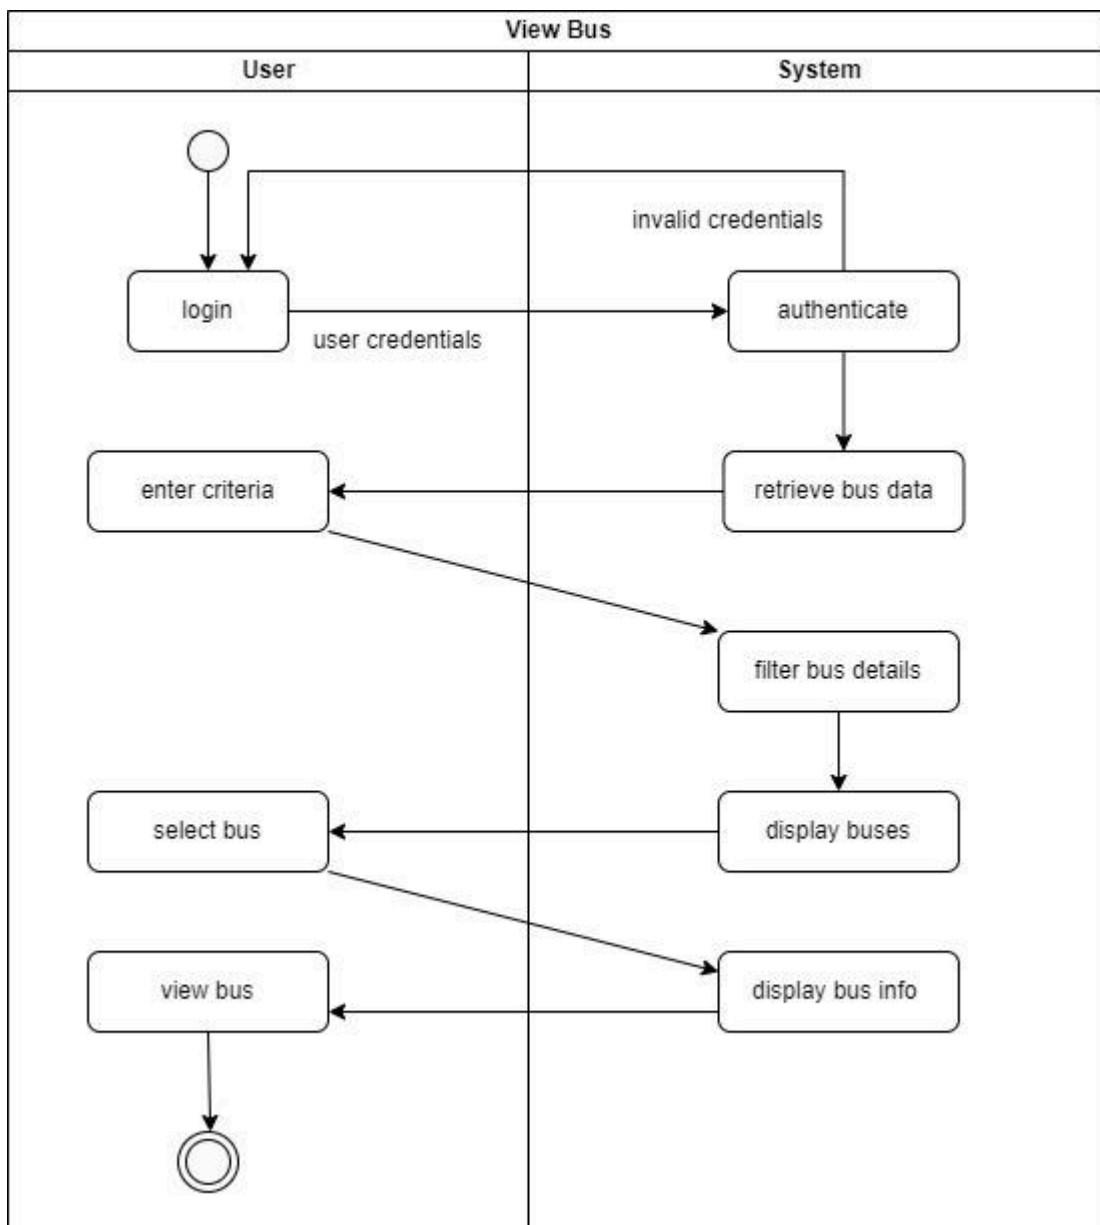 View Bus
User
System
invalid credentials
login
authenticate
user credentials
enter criteria
retrieve bus data
filter bus details
select bus
display buses
view bus
display bus info